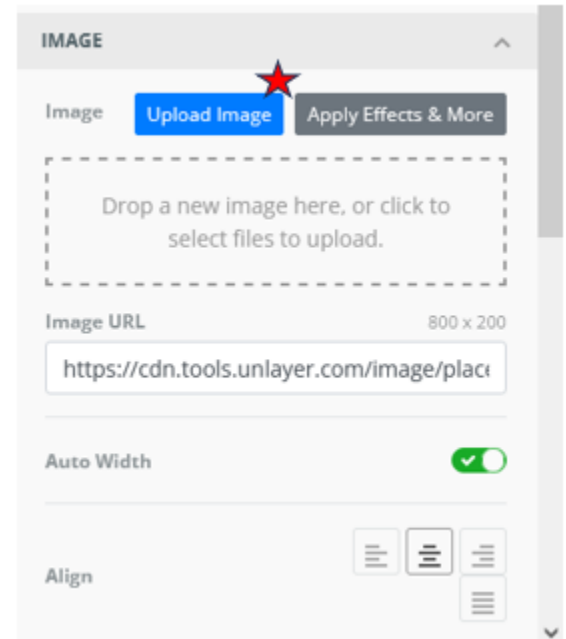 IMAGE
Image
Upload Image
Apply Effects & More
Drop a new image here, or click to
select files to upload.
Image URL
800 x 200
https://cdn.tools.unlayer.com/image/place
Auto Width
Align